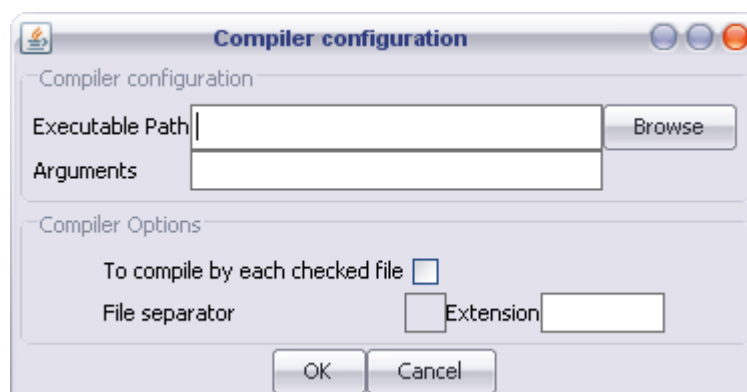 Compiler configuration
Compiler configuration
Executable Path Browse
Arguments
Compiler Options
To compile by each checked file
File separator Extension
OK Cancel